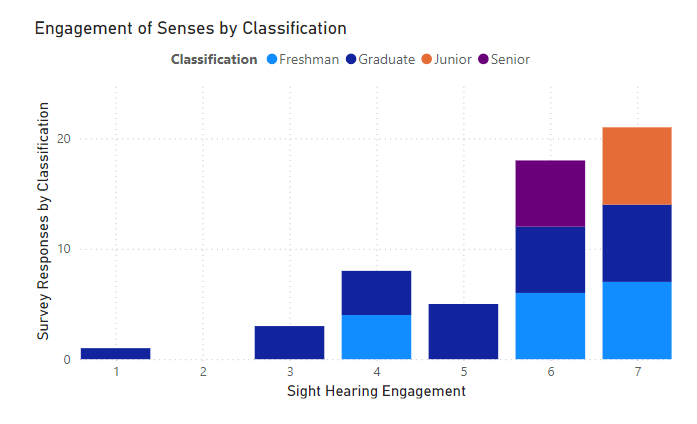 Engagement of Senses by Classification
Classification Freshman Graduate Junior Senior
Survey Responses by Classification
20
10
0
1 2 3 4 5 6 7
Sight Hearing Engagement